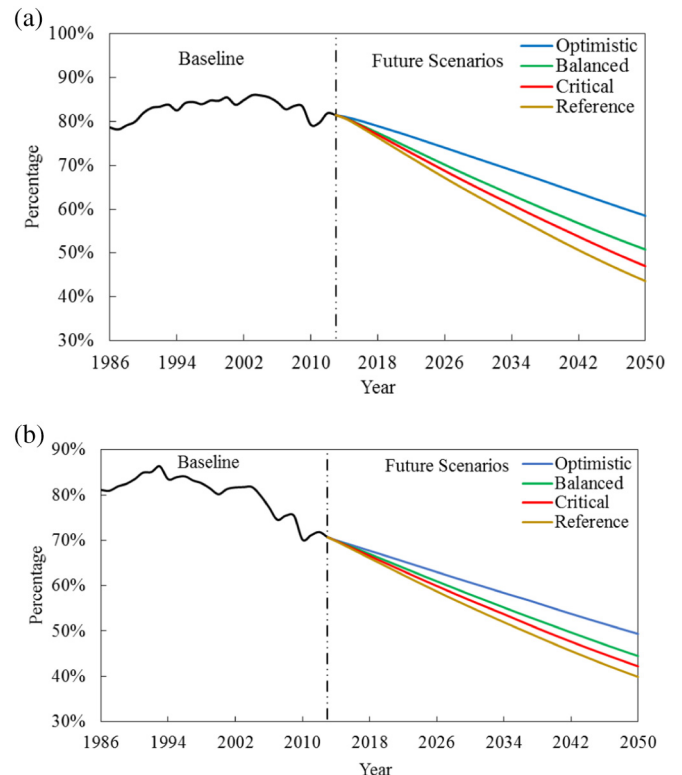 (a)
100%
90%
80%
70%
60%
50%
40%
30%
Percentage
Baseline
Future Scenarios
Optimistic
Balanced
Critical
Reference
1986 1994 2002 2010 2018 2026 2034 2042 2050
Year
(b)
90%
80%
70%
60%
50%
40%
30%
Percentage
Baseline
Future Scenarios
Optimistic
Balanced
Critical
Reference
1986 1994 2002 2010 2018 2026 2034 2042 2050
Year